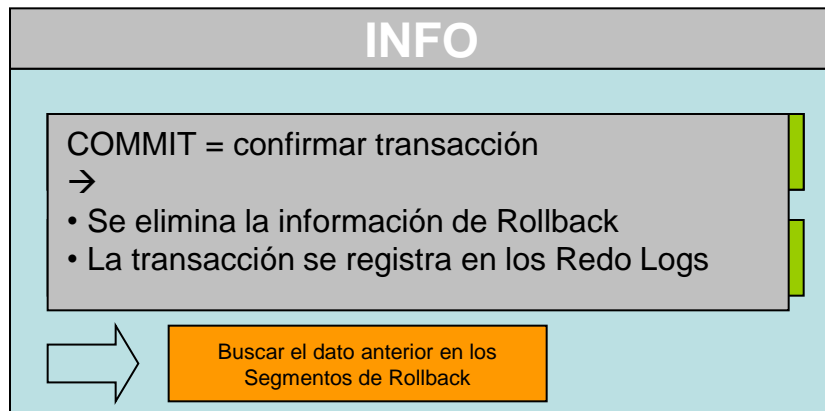 INFO
COMMIT = confirmar transacción
→
• Se elimina la información de Rollback
• La transacción se registra en los Redo Logs
Buscar el dato anterior en los
Segmentos de Rollback